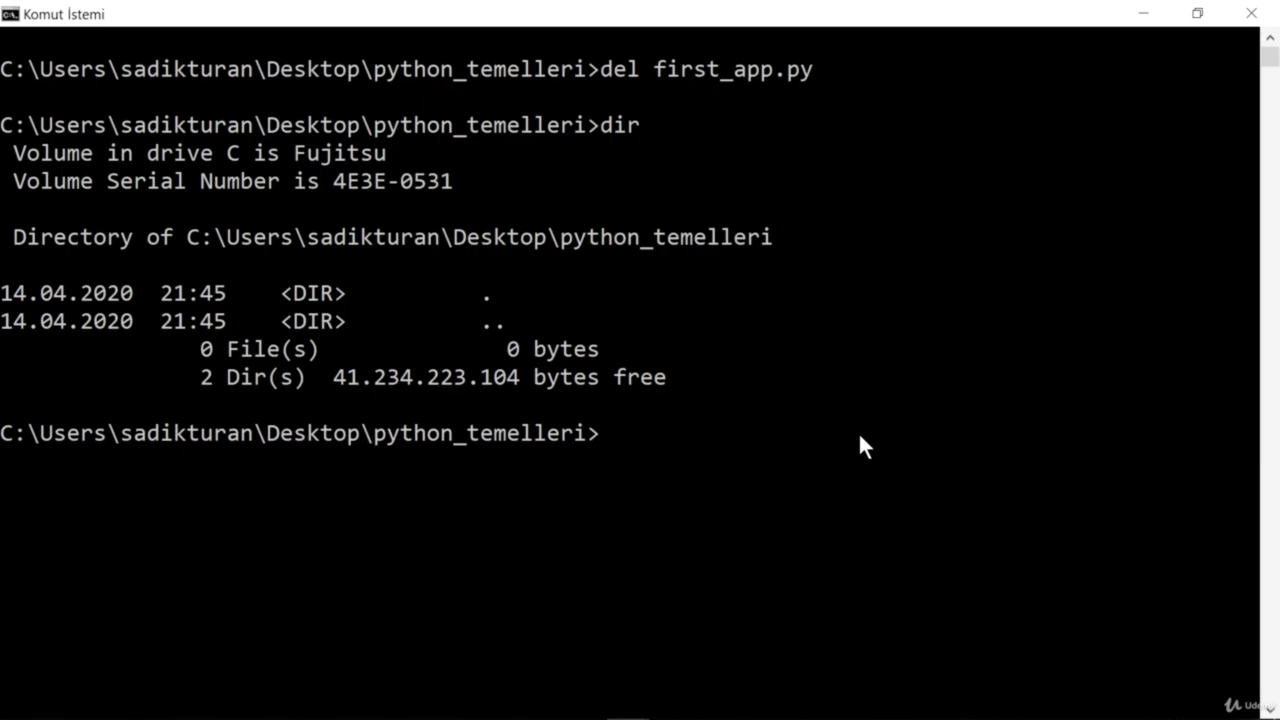 Komut İstemi
C:\Users\sadikturan\Desktop\python_temelleri>del first_app.py
C:\Users\sadikturan\Desktop\python_temelleri>dir
Volume in drive C is Fujitsu
Volume Serial Number is 4E3E-0531
Directory of C:\Users\sadikturan\Desktop\python_temelleri
14.04.2020  21:45    <DIR>          .
14.04.2020  21:45    <DIR>          ..
0 File(s)              0 bytes
2 Dir(s)  41.234.223.104 bytes free
C:\Users\sadikturan\Desktop\python_temelleri>